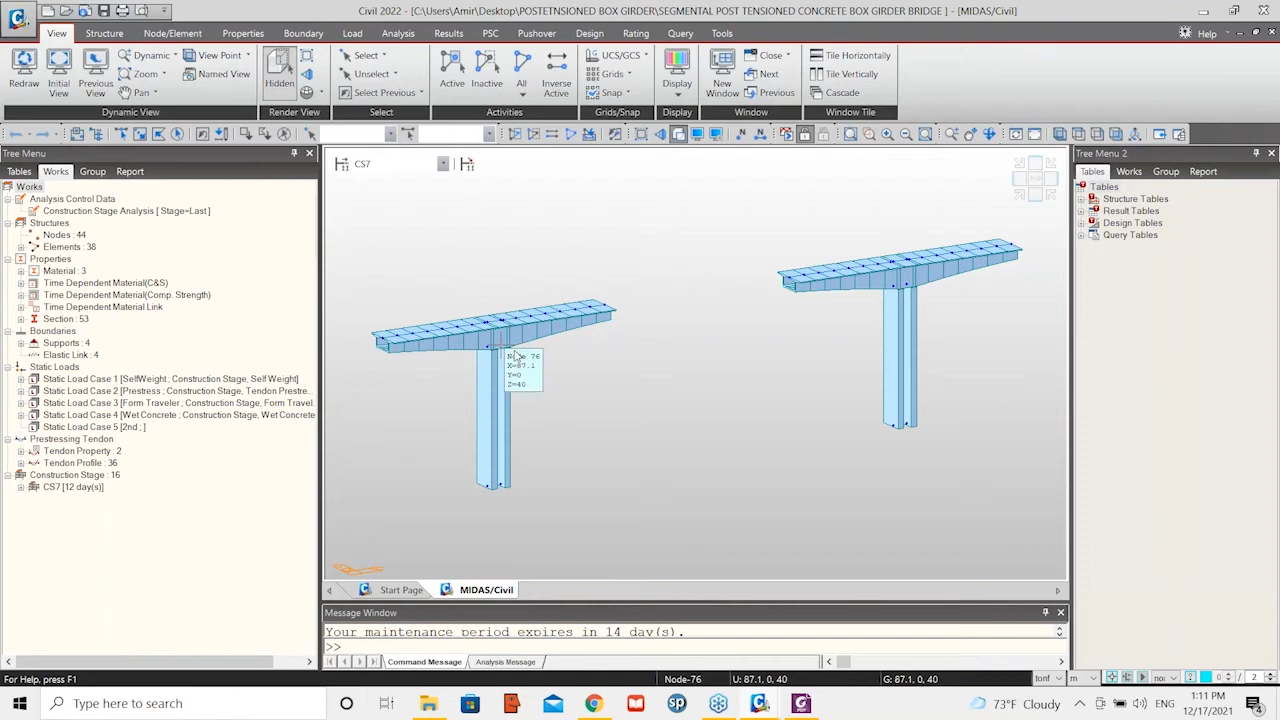 Civil 2022 - [C:\Users\Amir\Desktop\POSTETNSIONED BOX GIRDER\SEGMENTAL POST TENSIONED CONCRETE BOX GIRDER BRIDGE ] - [MIDAS/Civil]
View Structure Node/Element Properties Boundary Load Analysis Results PSC Pushover Design Rating Query Tools Help
Redraw Initial View Previous View Dynamic Zoom Pan View Point Named View
Hidden Select Unselect Select Previous
Active Inactive All Inverse Active
UCS/GCS Grids Snap Display
New Window Close Next Previous
Tile Horizontally Tile Vertically Cascade
Dynamic View Render View Select Activities Grids/Snap Display Window Window Tile
Tree Menu
Tables Works Group Report
Works
Analysis Control Data
Construction Stage Analysis [ Stage=Last ]
Structures
Nodes : 44
Elements : 38
Properties
Material : 3
Time Dependent Material(C&S)
Time Dependent Material(Comp. Strength)
Time Dependent Material Link
Section : 53
Boundaries
Supports : 4
Elastic Link : 4
Static Loads
Static Load Case 1 [SelfWeight ; Construction Stage, Self Weight]
Static Load Case 2 [Prestress ; Construction Stage, Tendon Prestre...
Static Load Case 3 [Form Traveler ; Construction Stage, Form Travel.
Static Load Case 4 [Wet Concrete ; Construction Stage, Wet Concrete
Static Load Case 5 [2nd ; ]
Prestressing Tendon
Tendon Property : 2
Tendon Profile : 36
Construction Stage : 16
CS7 [12 day(s)]
CS7
TOP
76
X=87.1
Y=0
Z=40
Start Page MIDAS/Civil
Message Window
Your maintenance period expires in 14 day(s).
>>
Command Message Analysis Message
Tree Menu 2
Tables Works Group Report
Tables
Structure Tables
Result Tables
Design Tables
Query Tables
For Help, press F1
Node-76 U: 87.1, 0, 40 G: 87.1, 0, 40 tonf m 2
Type here to search
73°F Cloudy ENG 1:11 PM 12/17/2021 4